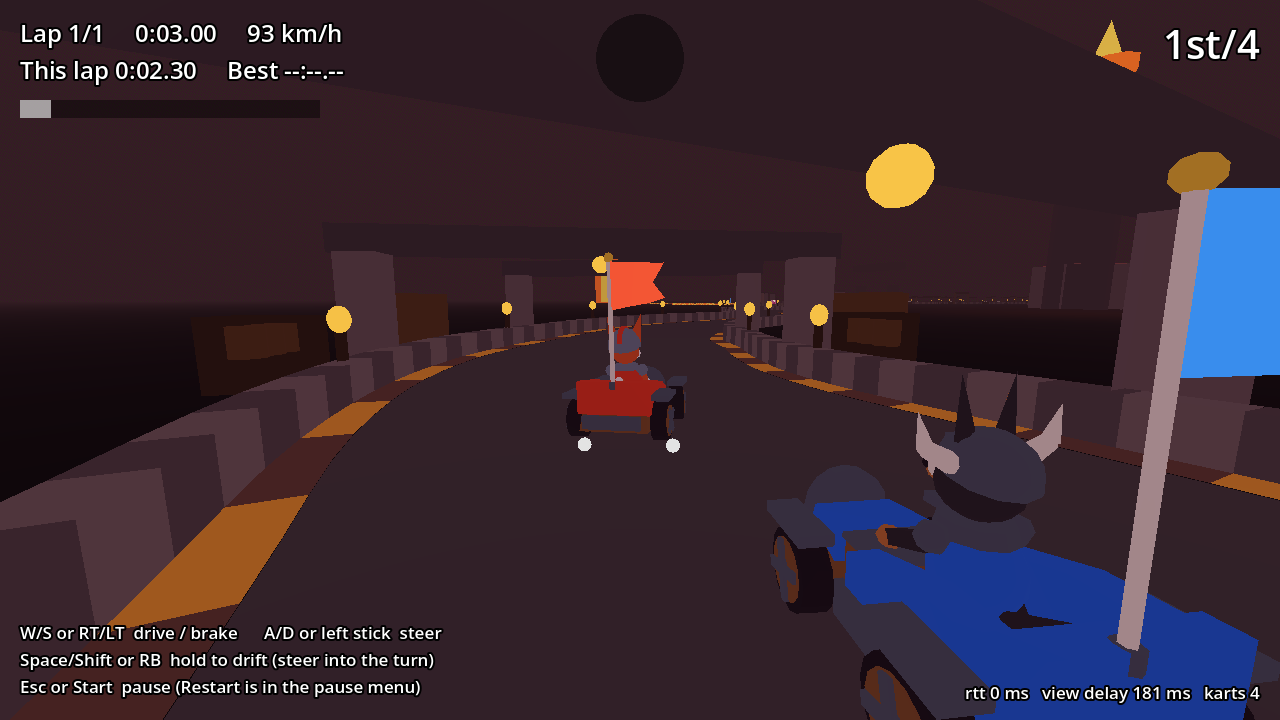 Lap 1/1 0:03.00 93 km/h
1st/4
This lap 0:02.30 Best --:--.--
W/S or RT/LT drive / brake A/D or left stick steer
Space/Shift or RB hold to drift (steer into the turn)
Esc or Start pause (Restart is in the pause menu)
rtt 0 ms view delay 181 ms karts 4